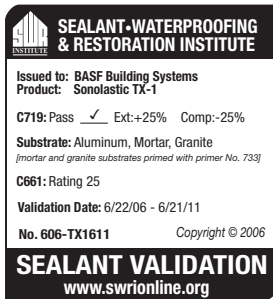 SWR
INSTITUTE
SEALANT•WATERPROOFING
& RESTORATION INSTITUTE
Issued to: BASF Building Systems
Product: Sonolastic TX-1
C719: Pass ✓ Ext:+25% Comp:-25%
Substrate: Aluminum, Mortar, Granite
[mortar and granite substrates primed with primer No. 733]
C661: Rating 25
Validation Date: 6/22/06 - 6/21/11
No. 606-TX1611 Copyright © 2006
SEALANT VALIDATION
www.swrionline.org